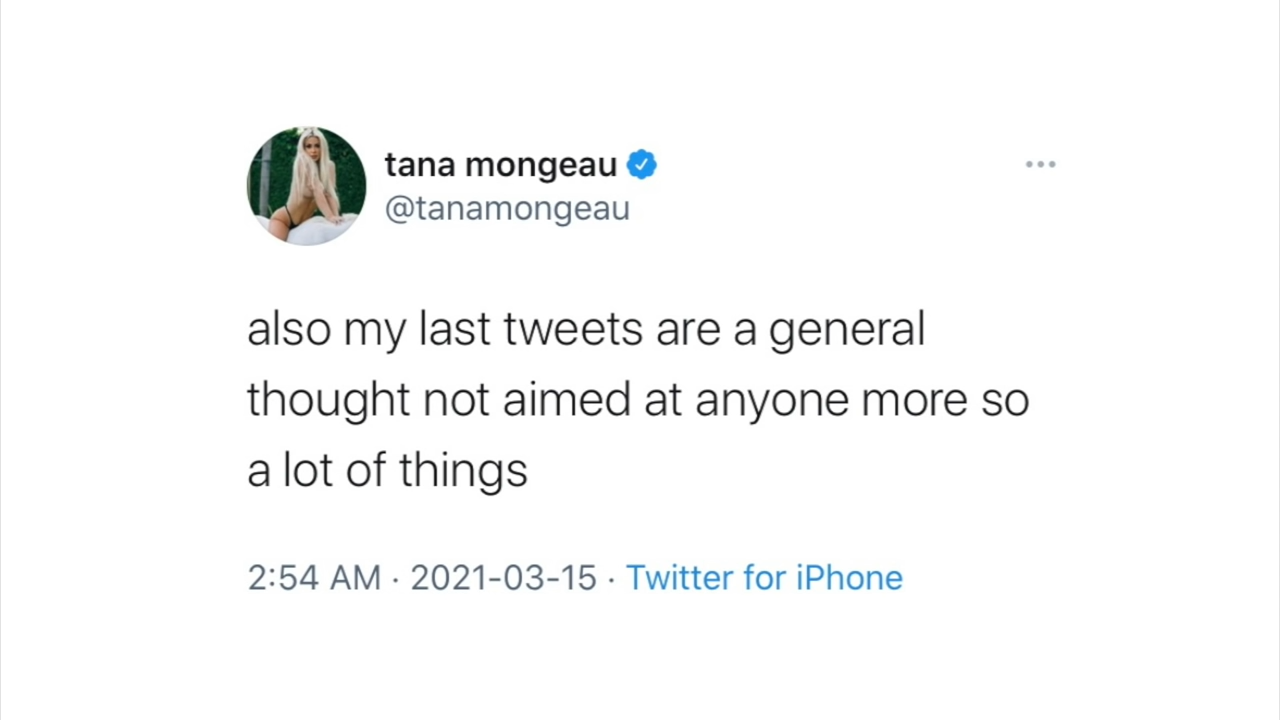 tana mongeau
@tanamongeau
also my last tweets are a general
thought not aimed at anyone more so
a lot of things
2:54 AM · 2021-03-15 · Twitter for iPhone